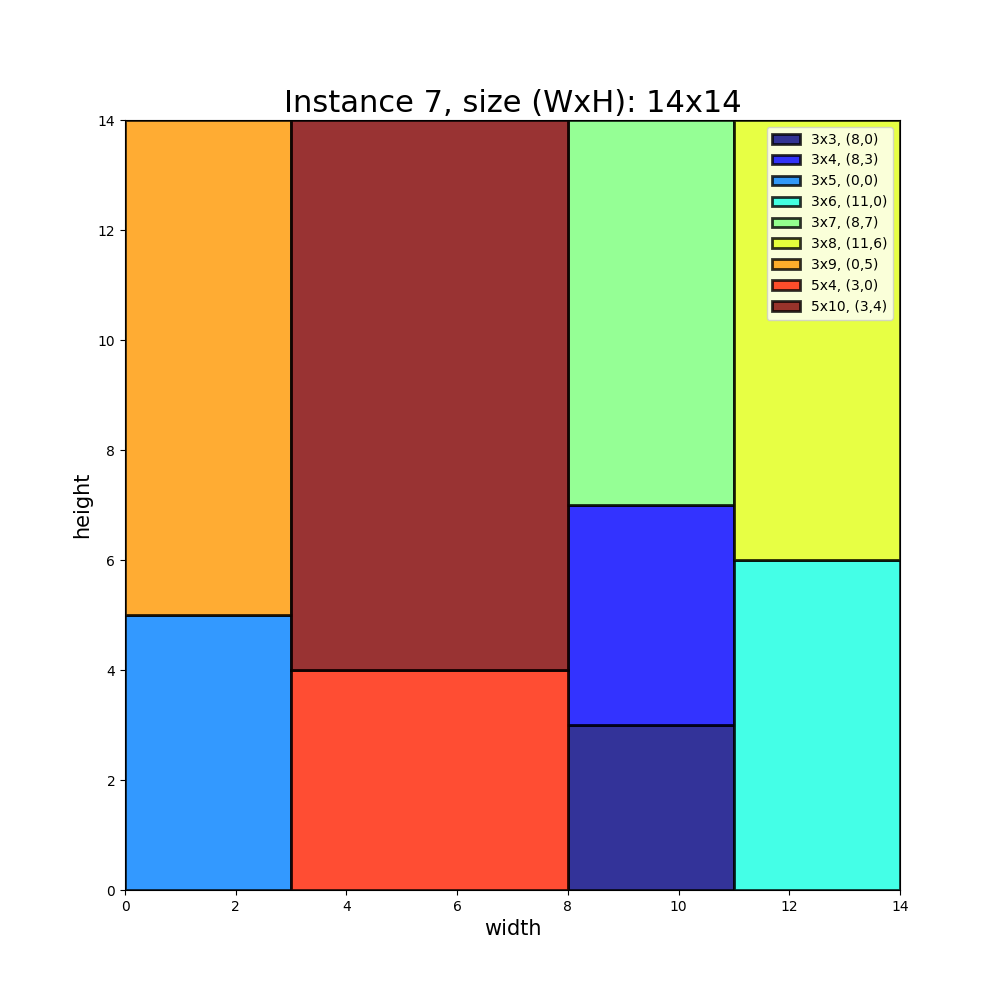 Instance 7, size (WxH): 14x14
3x3, (8,0)
3x4, (8,3)
3x5, (0,0)
3x6, (11,0)
3x7, (8,7)
3x8, (11,6)
3x9, (0,5)
5x4, (3,0)
5x10, (3,4)
14
12
10
8
6
4
2
0
height
0 2 4 6 8 10 12 14
width